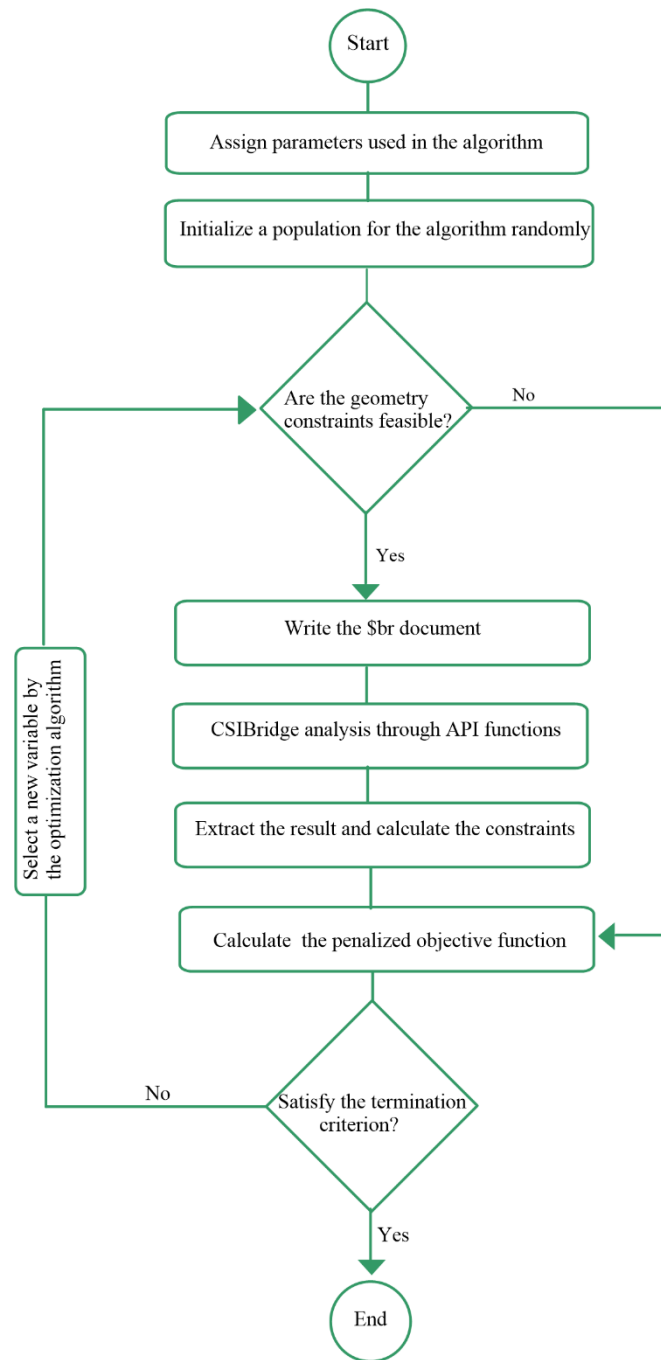 Start
Assign parameters used in the algorithm
Initialize a population for the algorithm randomly
Are the geometry
constraints feasible?
No
Yes
Write the $br document
CSIBridge analysis through API functions
Extract the result and calculate the constraints
Calculate the penalized objective function
Select a new variable by
the optimization algorithm
No
Satisfy the termination
criterion?
Yes
End